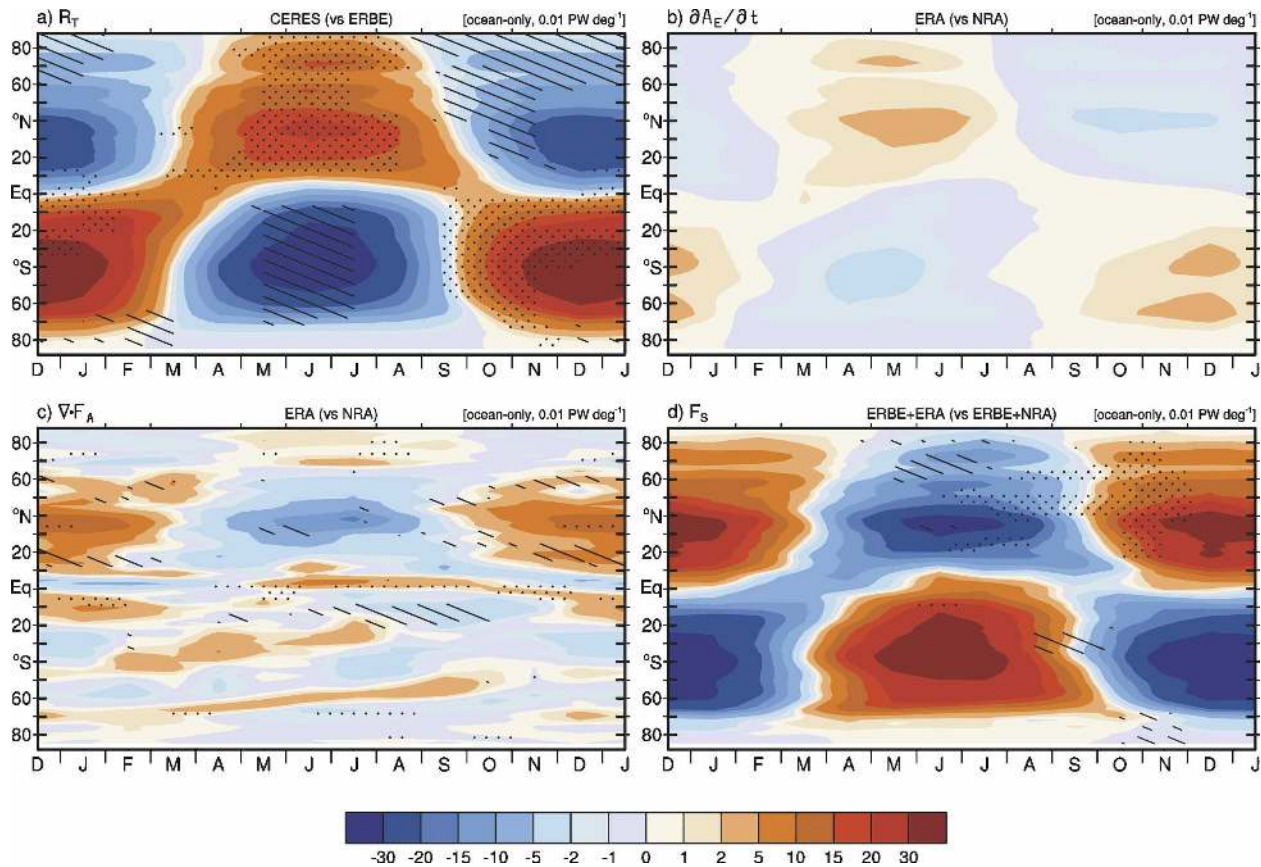 a) R_T CERES (vs ERBE) [ocean-only, 0.01 PW deg⁻¹]
80
60
°N
20
Eq
20
°S
60
80
D J F M A M J J A S O N D J
b) ∂A_E/∂t ERA (vs NRA) [ocean-only, 0.01 PW deg⁻¹]
80
60
°N
20
Eq
20
°S
60
80
D J F M A M J J A S O N D J
c) ∇•F_A ERA (vs NRA) [ocean-only, 0.01 PW deg⁻¹]
80
60
°N
20
Eq
20
°S
60
80
D J F M A M J J A S O N D J
d) F_S ERBE+ERA (vs ERBE+NRA) [ocean-only, 0.01 PW deg⁻¹]
80
60
°N
20
Eq
20
°S
60
80
D J F M A M J J A S O N D J
-30 -20 -15 -10 -5 -2 -1 0 1 2 5 10 15 20 30